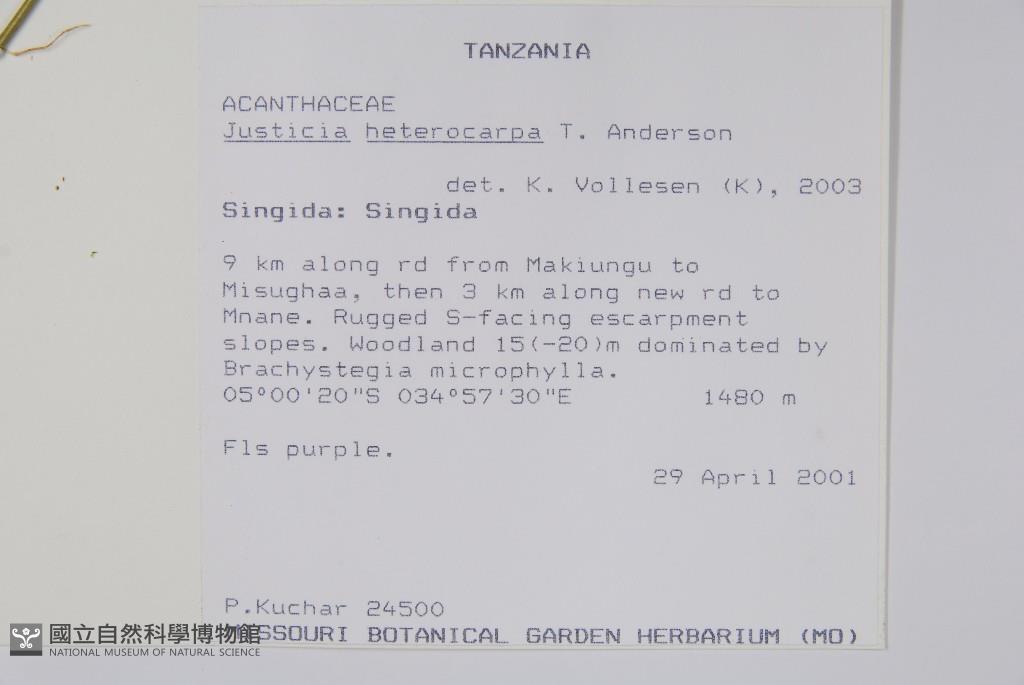 TANZANIA
ACANTHACEAE
Justicia heterocarpa T. Anderson
det. K. Vollesen (K), 2003
Singida: Singida
9 km along rd from Makiungu to
Misughaa, then 3 km along new rd to
Mnane. Rugged S-facing escarpment
slopes. Woodland 15(-20)m dominated by
Brachystegia microphylla.
05°00'20"S 034°57'30"E 1480 m
Fls purple.
29 April 2001
P.Kuchar 24500
MISSOURI BOTANICAL GARDEN HERBARIUM (MO)
國立自然科學博物館
NATIONAL MUSEUM OF NATURAL SCIENCE